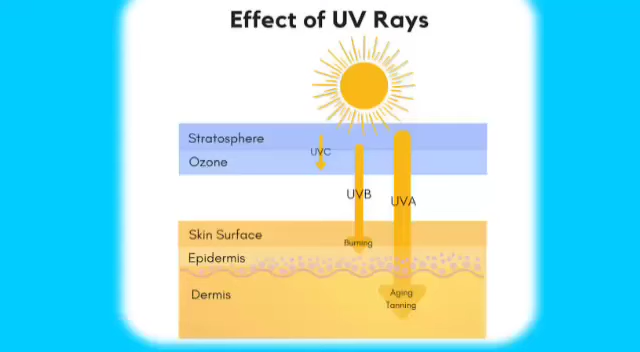 Effect of UV Rays
Stratosphere
UVC
Ozone
UVB
UVA
Skin Surface
Burning
Epidermis
Dermis
Aging
Tanning